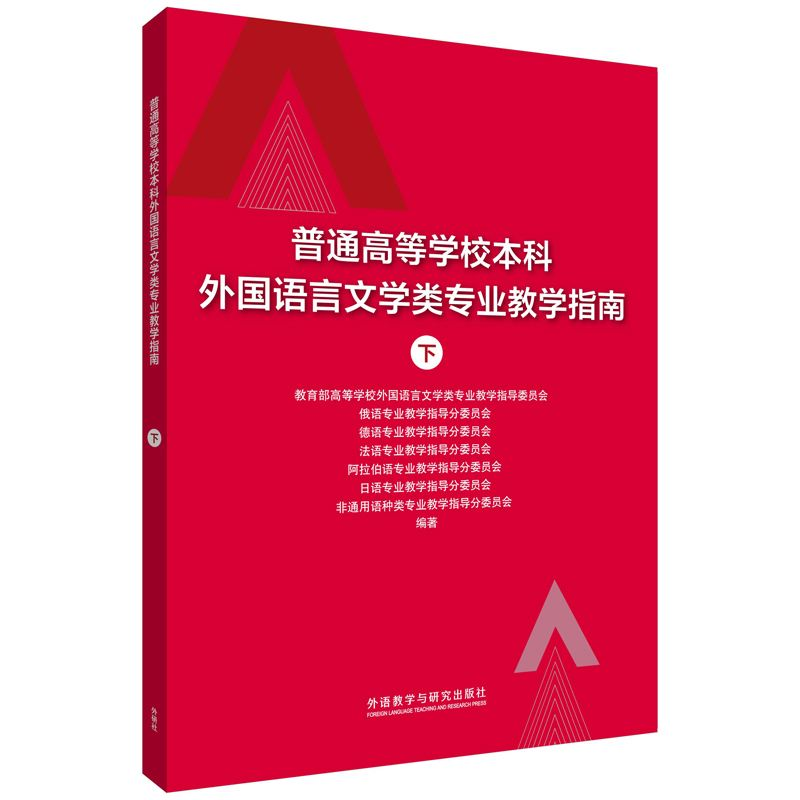 普通高等学校本科外国语言文学类专业教学指南
下
外研社
普通高等学校本科
外国语言文学类专业教学指南
下
教育部高等学校外国语言文学类专业教学指导委员会
俄语专业教学指导分委员会
德语专业教学指导分委员会
法语专业教学指导分委员会
阿拉伯语专业教学指导分委员会
日语专业教学指导分委员会
非通用语种类专业教学指导分委员会
编著
外语教学与研究出版社
FOREIGN LANGUAGE TEACHING AND RESEARCH PRESS